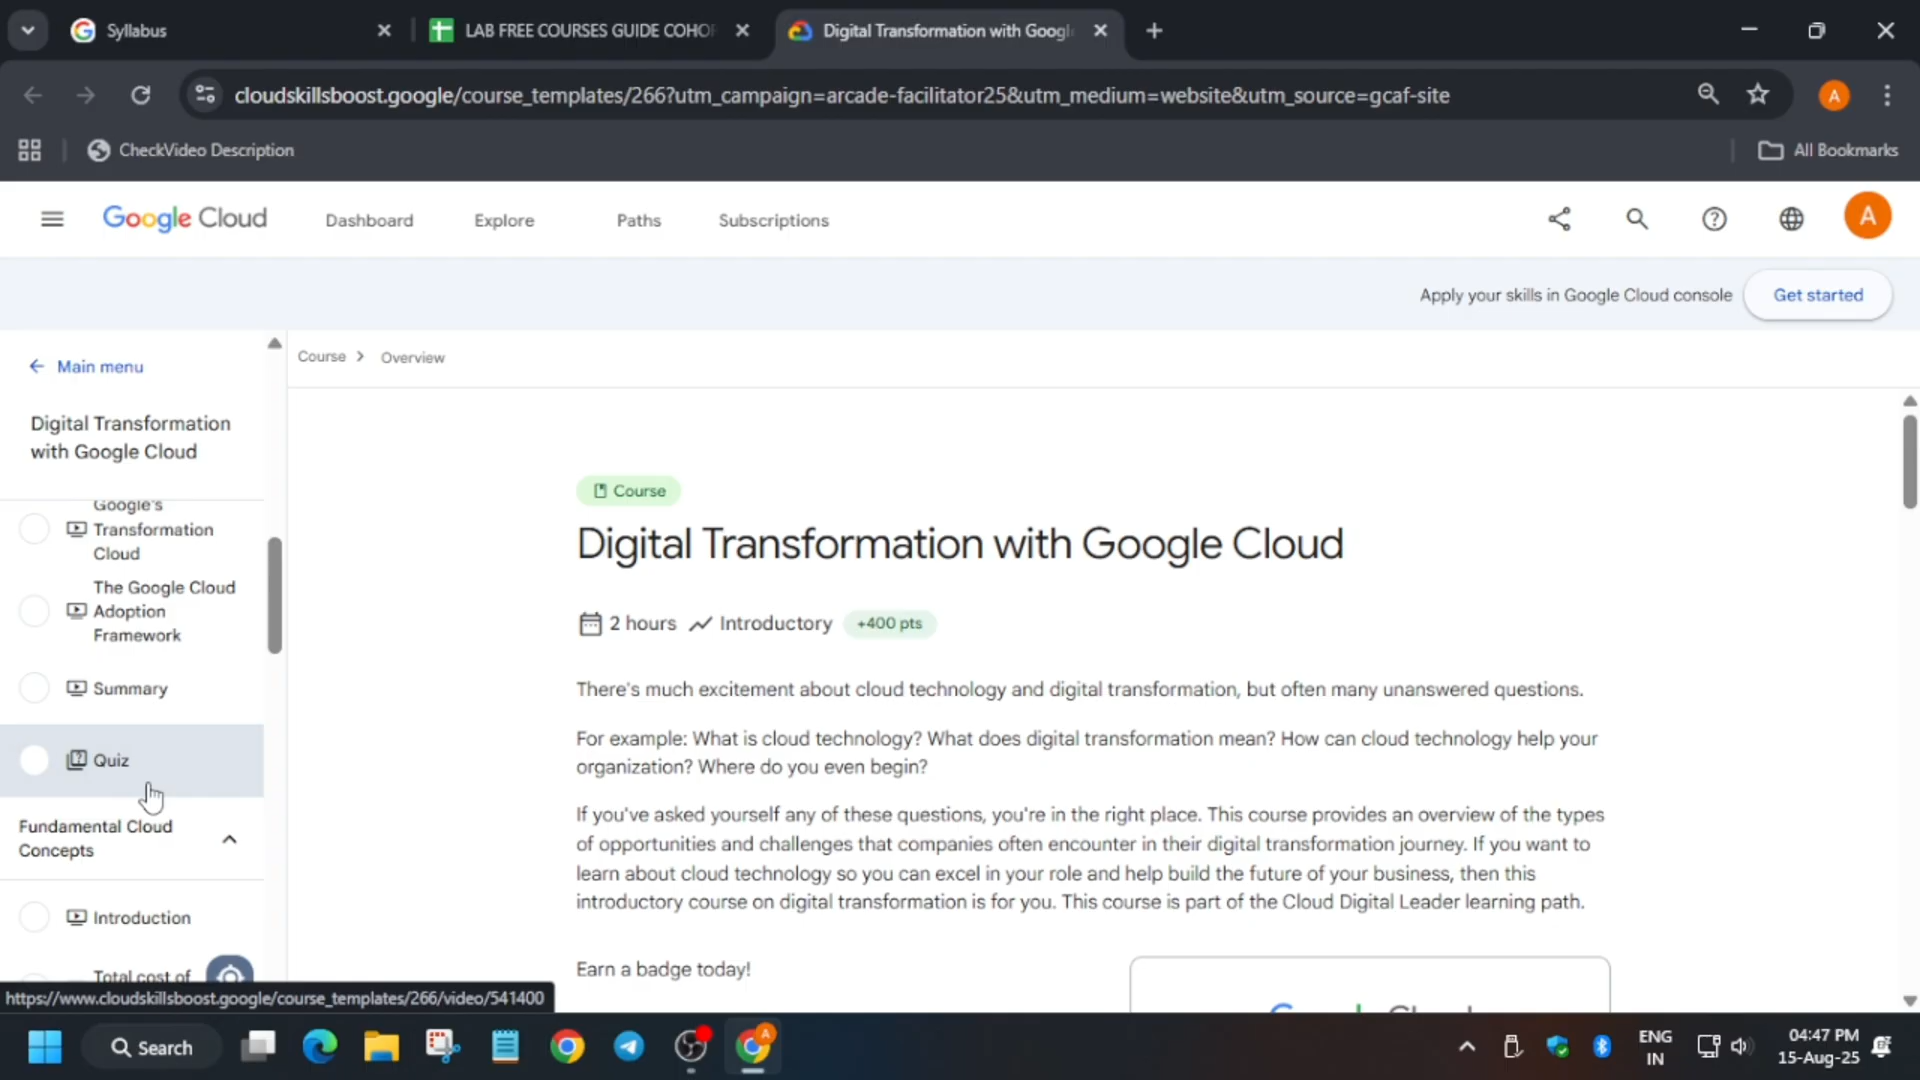 Syllabus
LAB FREE COURSES GUIDE COHO
Digital Transformation with Googl
cloudskillsboost.google/course_templates/266?utm_campaign=arcade-facilitator25&utm_medium=website&utm_source=gcaf-site
A
CheckVideo Description
All Bookmarks
Google Cloud
Dashboard
Explore
Paths
Subscriptions
A
Apply your skills in Google Cloud console
Get started
Main menu
Course
Overview
Digital Transformation
with Google Cloud
Google's
Transformation
Cloud
The Google Cloud
Adoption
Framework
Summary
Quiz
Fundamental Cloud
Concepts
Introduction
Total cost of
Course
Digital Transformation with Google Cloud
2 hours Introductory +400 pts
There's much excitement about cloud technology and digital transformation, but often many unanswered questions.
For example: What is cloud technology? What does digital transformation mean? How can cloud technology help your
organization? Where do you even begin?
If you've asked yourself any of these questions, you're in the right place. This course provides an overview of the types
of opportunities and challenges that companies often encounter in their digital transformation journey. If you want to
learn about cloud technology so you can excel in your role and help build the future of your business, then this
introductory course on digital transformation is for you. This course is part of the Cloud Digital Leader learning path.
Earn a badge today!
https://www.cloudskillsboost.google/course_templates/266/video/541400
Search
A
ENG
IN
04:47 PM
15-Aug-25